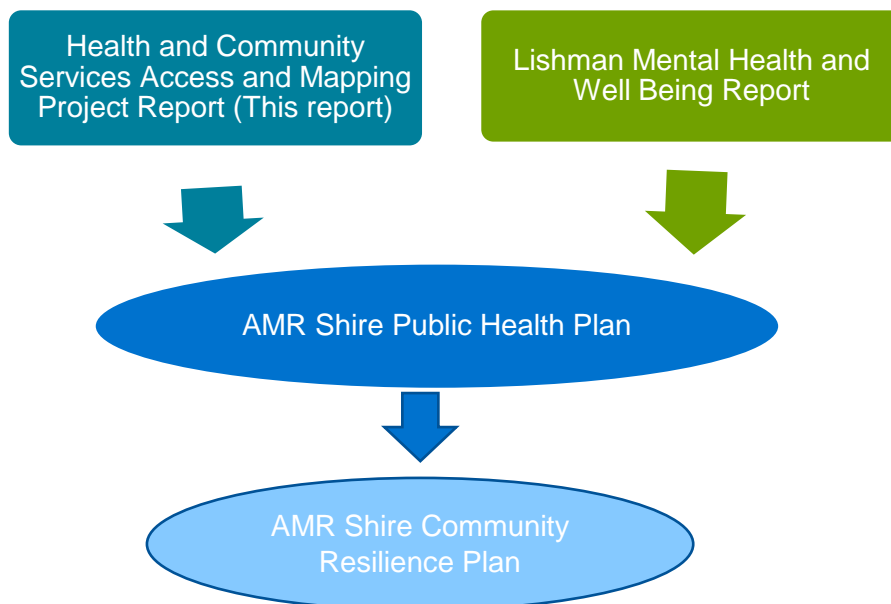 Health and Community
Services Access and Mapping
Project Report (This report)
Lishman Mental Health and
Well Being Report
AMR Shire Public Health Plan
AMR Shire Community
Resilience Plan